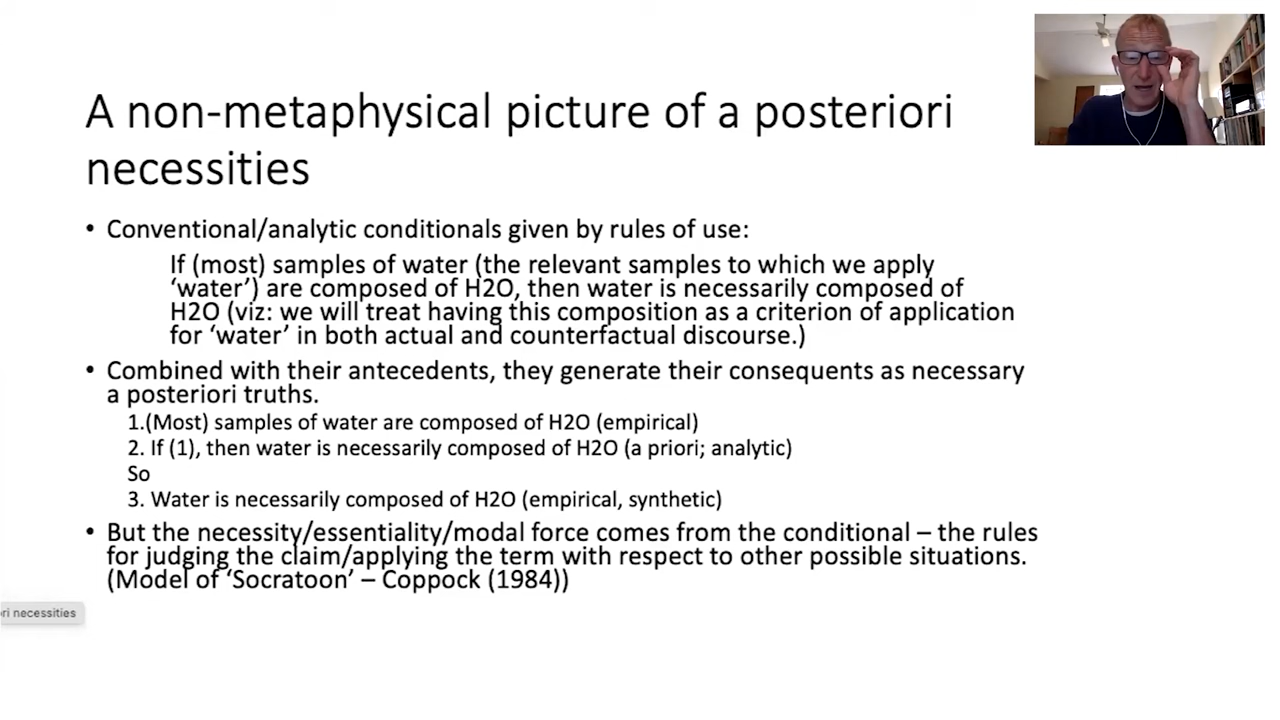 A non-metaphysical picture of a posteriori
necessities
• Conventional/analytic conditionals given by rules of use:
If (most) samples of water (the relevant samples to which we apply
‘water’) are composed of H2O, then water is necessarily composed of
H2O (viz: we will treat having this composition as a criterion of application
for ‘water’ in both actual and counterfactual discourse.)
• Combined with their antecedents, they generate their consequents as necessary
a posteriori truths.
1.(Most) samples of water are composed of H2O (empirical)
2. If (1), then water is necessarily composed of H2O (a priori; analytic)
So
3. Water is necessarily composed of H2O (empirical, synthetic)
• But the necessity/essentiality/modal force comes from the conditional – the rules
for judging the claim/applying the term with respect to other possible situations.
(Model of ‘Socratoon’ – Coppock (1984))
ri necessities